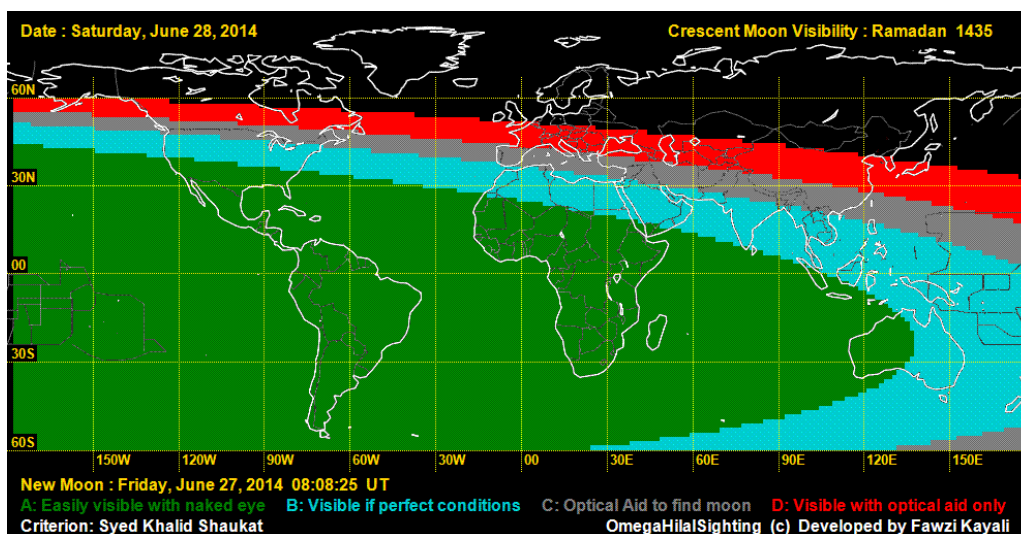 Date : Saturday, June 28, 2014
Crescent Moon Visibility : Ramadan 1435
60N
30N
00
30S
60S
150W 120W 90W 60W 30W 00 30E 60E 90E 120E 150E
New Moon : Friday, June 27, 2014 08:08:25 UT
A: Easily visible with naked eye B: Visible if perfect conditions C: Optical Aid to find moon D: Visible with optical aid only
Criterion: Syed Khalid Shaukat
OmegaHilalSighting (c) Developed by Fawzi Kayali